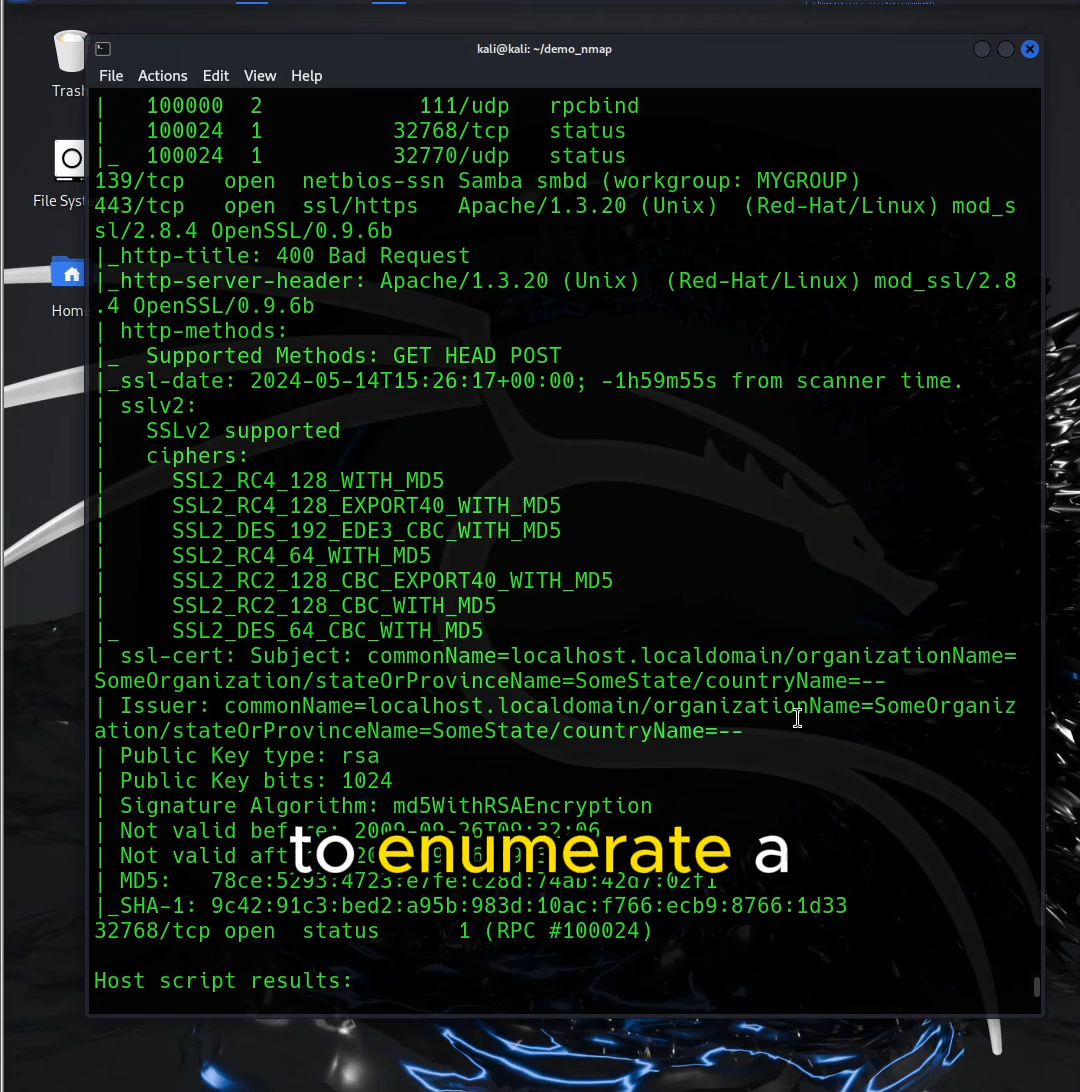 kali@kali: ~/demo_nmap
File Actions Edit View Help
Trash
File Syst
Home
| 100000 2 111/udp rpcbind
| 100024 1 32768/tcp status
|_ 100024 1 32770/udp status
139/tcp open netbios-ssn Samba smbd (workgroup: MYGROUP)
443/tcp open ssl/https Apache/1.3.20 (Unix) (Red-Hat/Linux) mod_s
sl/2.8.4 OpenSSL/0.9.6b
|_http-title: 400 Bad Request
|_http-server-header: Apache/1.3.20 (Unix) (Red-Hat/Linux) mod_ssl/2.8
.4 OpenSSL/0.9.6b
| http-methods:
|_ Supported Methods: GET HEAD POST
|_ssl-date: 2024-05-14T15:26:17+00:00; -1h59m55s from scanner time.
| sslv2:
| SSLv2 supported
| ciphers:
| SSL2_RC4_128_WITH_MD5
| SSL2_RC4_128_EXPORT40_WITH_MD5
| SSL2_DES_192_EDE3_CBC_WITH_MD5
| SSL2_RC4_64_WITH_MD5
| SSL2_RC2_128_CBC_EXPORT40_WITH_MD5
| SSL2_RC2_128_CBC_WITH_MD5
|_ SSL2_DES_64_CBC_WITH_MD5
| ssl-cert: Subject: commonName=localhost.localdomain/organizationName=
SomeOrganization/stateOrProvinceName=SomeState/countryName=--
| Issuer: commonName=localhost.localdomain/organizationName=SomeOrganiz
ation/stateOrProvinceName=SomeState/countryName=--
| Public Key type: rsa
| Public Key bits: 1024
| Signature Algorithm: md5WithRSAEncryption
| Not valid before: 2009-09-26T09:32:06
| Not valid
to enumerate a
| MD5: 78ce:5293:4723:e7fe:c28d:74ab:42d7:02f1
|_SHA-1: 9c42:91c3:bed2:a95b:983d:10ac:f766:ecb9:8766:1d33
32768/tcp open status 1 (RPC #100024)
Host script results: